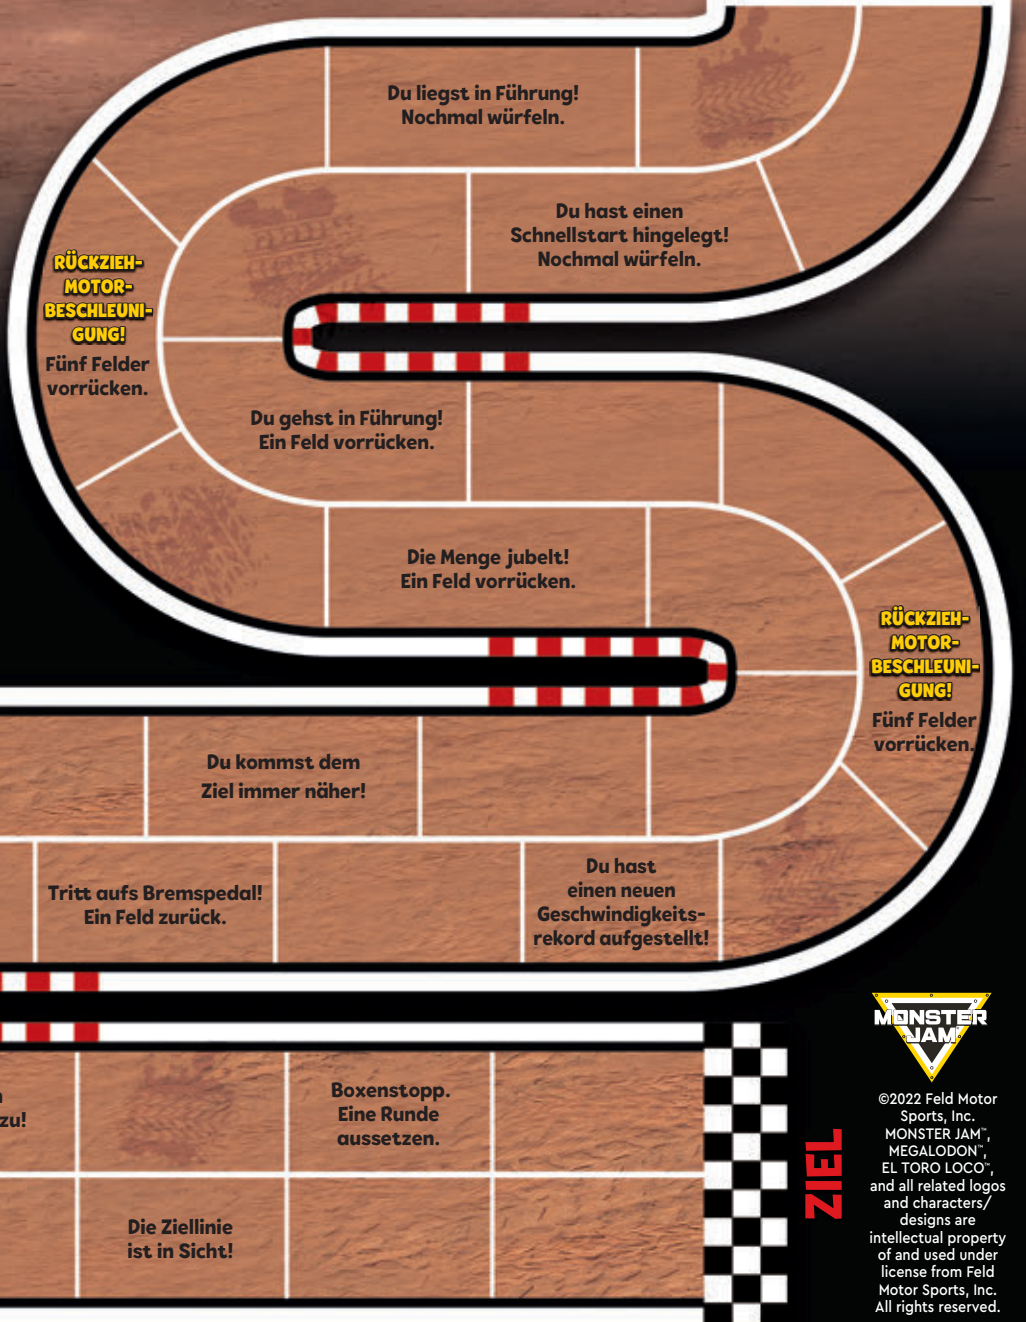 Du liegst in Führung!
Nochmal würfeln.
Du hast einen
Schnellstart hingelegt!
Nochmal würfeln.
RÜCKZIEH-
MOTOR-
BESCHLEUNI-
GUNG!
Fünf Felder
vorrücken.
Du gehst in Führung!
Ein Feld vorrücken.
Die Menge jubelt!
Ein Feld vorrücken.
RÜCKZIEH-
MOTOR-
BESCHLEUNI-
GUNG!
Fünf Felder
vorrücken.
Du kommst dem
Ziel immer näher!
Tritt aufs Bremspedal!
Ein Feld zurück.
Du hast
einen neuen
Geschwindigkeits-
rekord aufgestellt!
zu!
Boxenstopp.
Eine Runde
aussetzen.
Die Ziellinie
ist in Sicht!
ZIEL
MONSTER
JAM
©2022 Feld Motor
Sports, Inc.
MONSTER JAM™,
MEGALODON™,
EL TORO LOCO™,
and all related logos
and characters/
designs are
intellectual property
of and used under
license from Feld
Motor Sports, Inc.
All rights reserved.